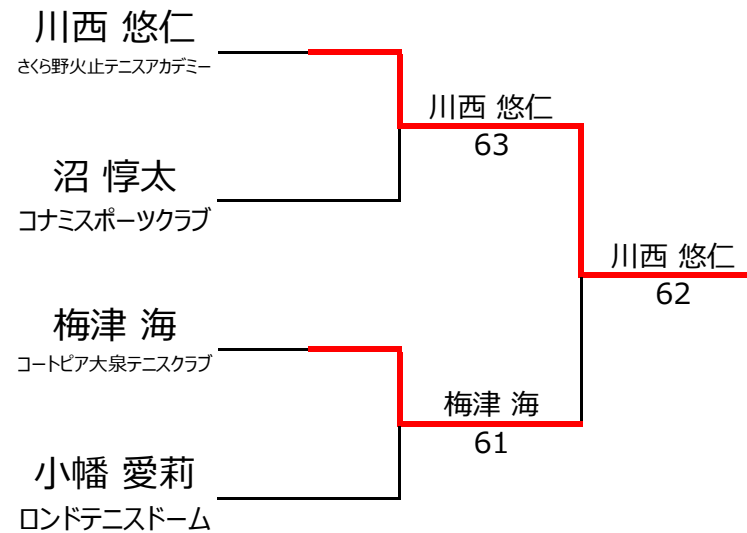 川西 悠仁
さくら野火止テニスアカデミー
川西 悠仁
63
沼 惇太
コナミスポーツクラブ
川西 悠仁
62
梅津 海
コートピア大泉テニスクラブ
梅津 海
61
小幡 愛莉
ロンドテニスドーム